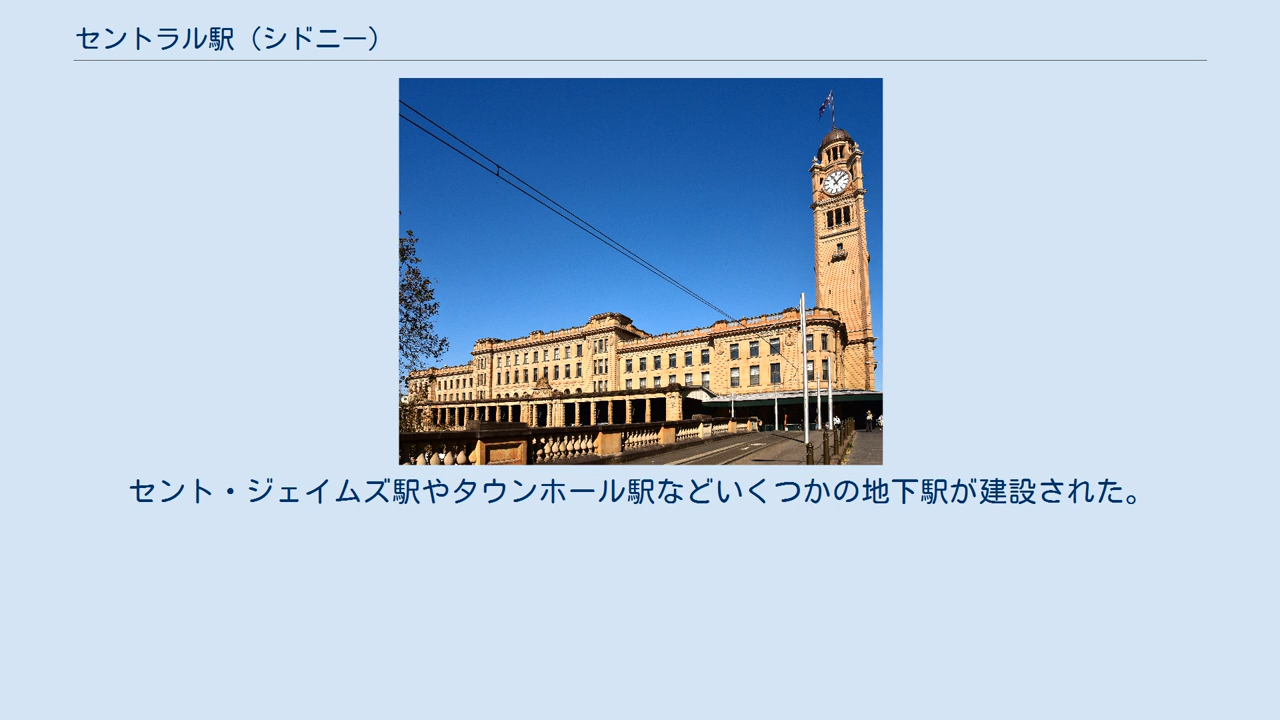 セントラル駅（シドニー）
セント・ジェイムズ駅やタウンホール駅などいくつかの地下駅が建設された。